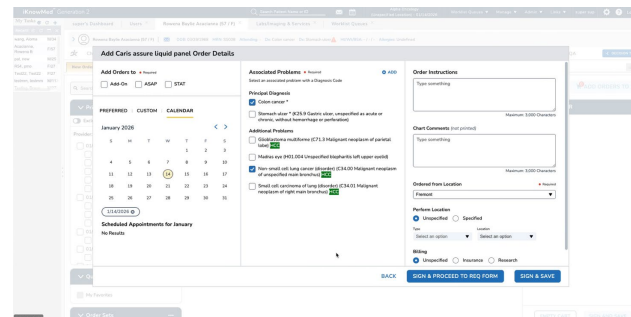 Add Caris assure liquid panel Order Details
Add Orders to • Required
Add-On ASAP STAT
PREFERRED CUSTOM CALENDAR
January 2026 < >
S M T W T F S
1 2 3
4 5 6 7 8 9 10
11 12 13 14 15 16 17
18 19 20 21 22 23 24
25 26 27 28 29 30 31
1/14/2026
Scheduled Appointments for January
No Results
Associated Problems • Required ADD
Select an associated problem with a Diagnosis Code
Principal Diagnosis
Colon cancer *
Stomach ulcer * (K25.9 Gastric ulcer, unspecified as acute or
chronic, without hemorrhage or perforation)
Additional Problems
Glioblastoma multiforme (C71.3 Malignant neoplasm of parietal
lobe) HCC
Madras eye (H01.004 Unspecified blepharitis left upper eyelid)
Non-small cell lung cancer (disorder) (C34.00 Malignant neoplasm
of unspecified main bronchus) HCC
Small cell carcinoma of lung (disorder) (C34.01 Malignant
neoplasm of right main bronchus) HCC
Order Instructions
Type something
Maximum 3,000 Characters
Chart Comments (not printed)
Type something
Maximum 3,000 Characters
Ordered from Location • Required
Fremont
Perform Location
Unspecified Specified
Type Location
Select an option Select an option
Billing
Unspecified Insurance Research
BACK SIGN & PROCEED TO REQ FORM SIGN & SAVE